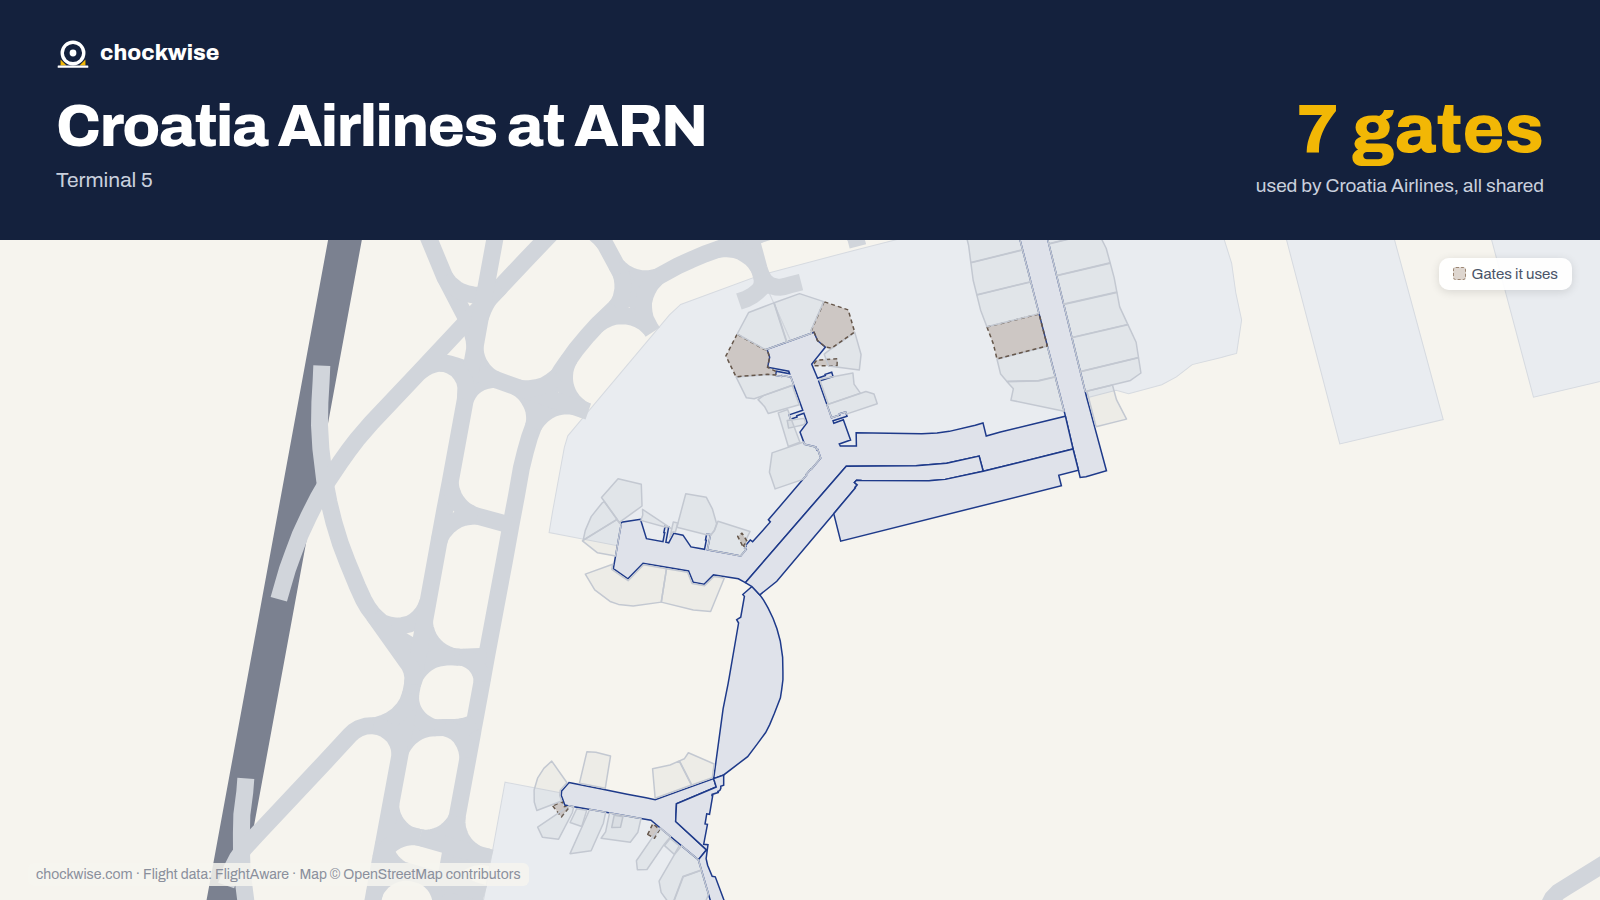 chockwise
Croatia Airlines at ARN
Terminal 5
7 gates
used by Croatia Airlines, all shared
Gates it uses
chockwise.com · Flight data: FlightAware · Map © OpenStreetMap contributors